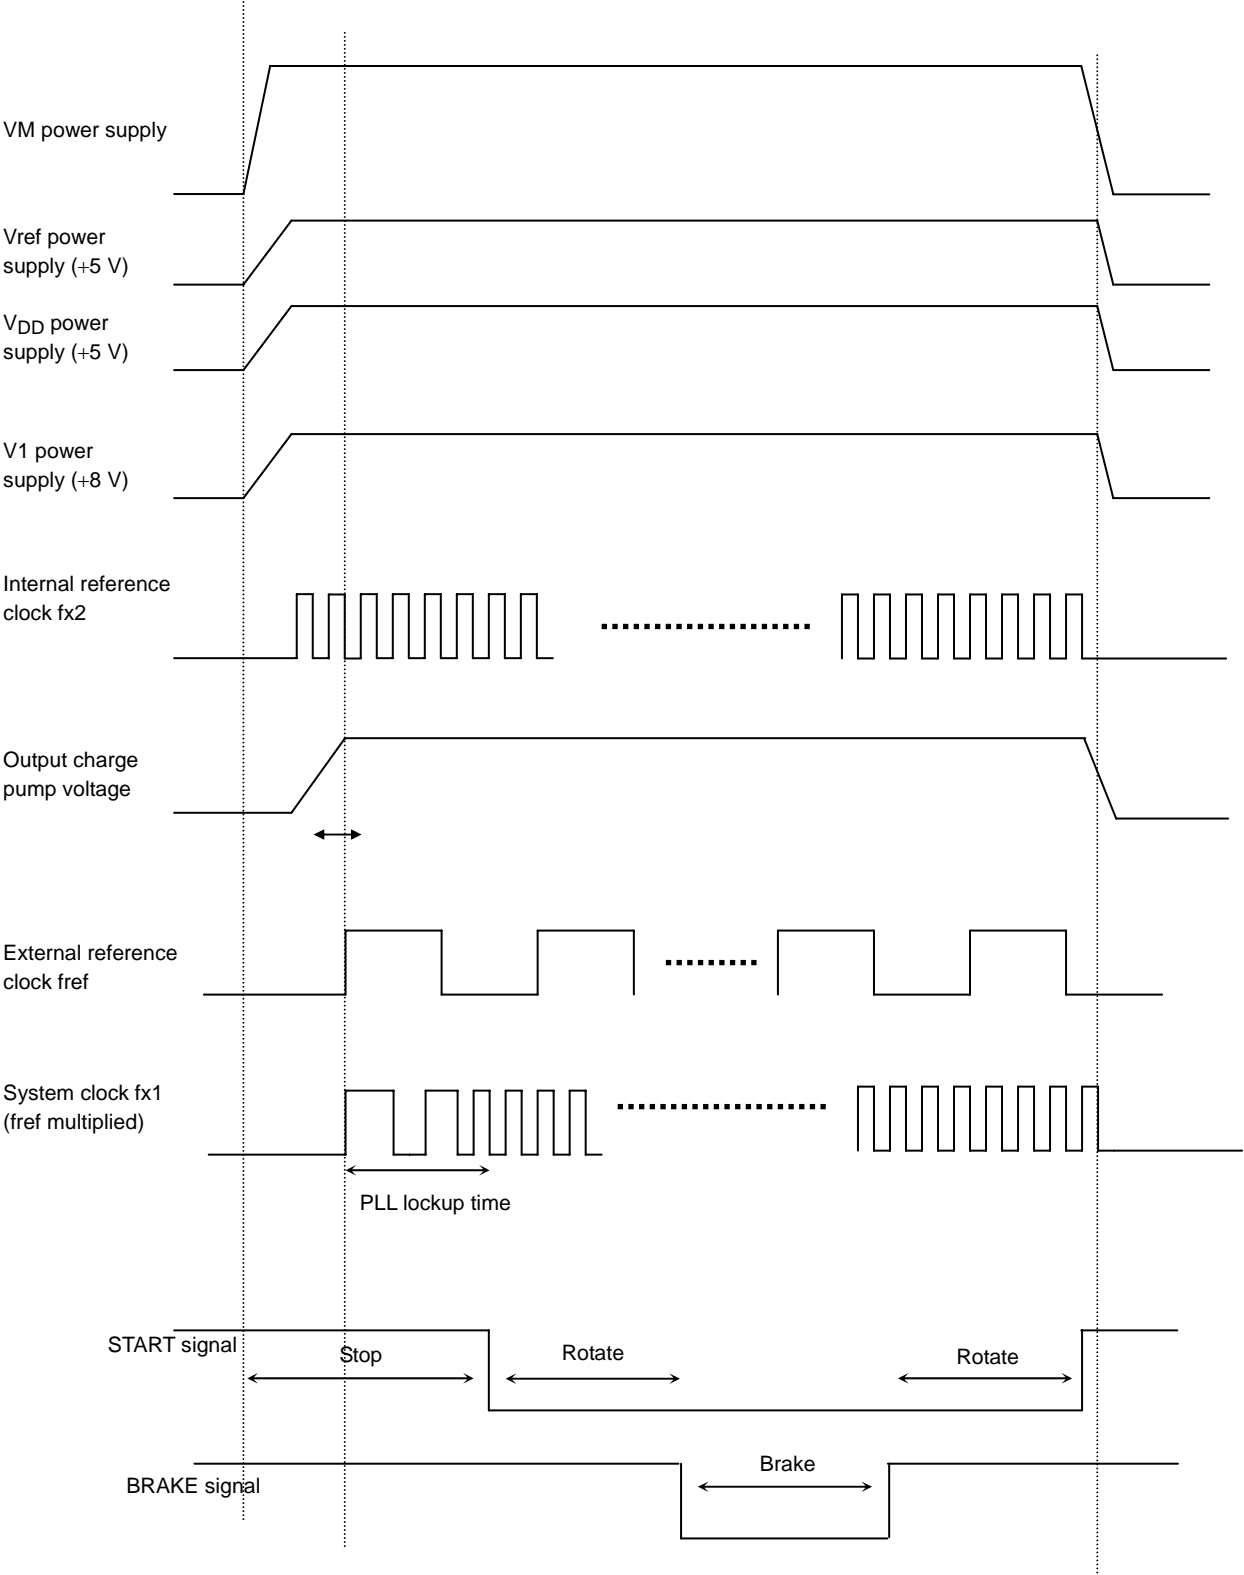 VM power supply
Vref power
supply (+5 V)
VDD power
supply (+5 V)
V1 power
supply (+8 V)
Internal reference
clock fx2
Output charge
pump voltage
External reference
clock fref
System clock fx1
(fref multiplied)
PLL lockup time
START signal
Stop
Rotate
Rotate
BRAKE signal
Brake